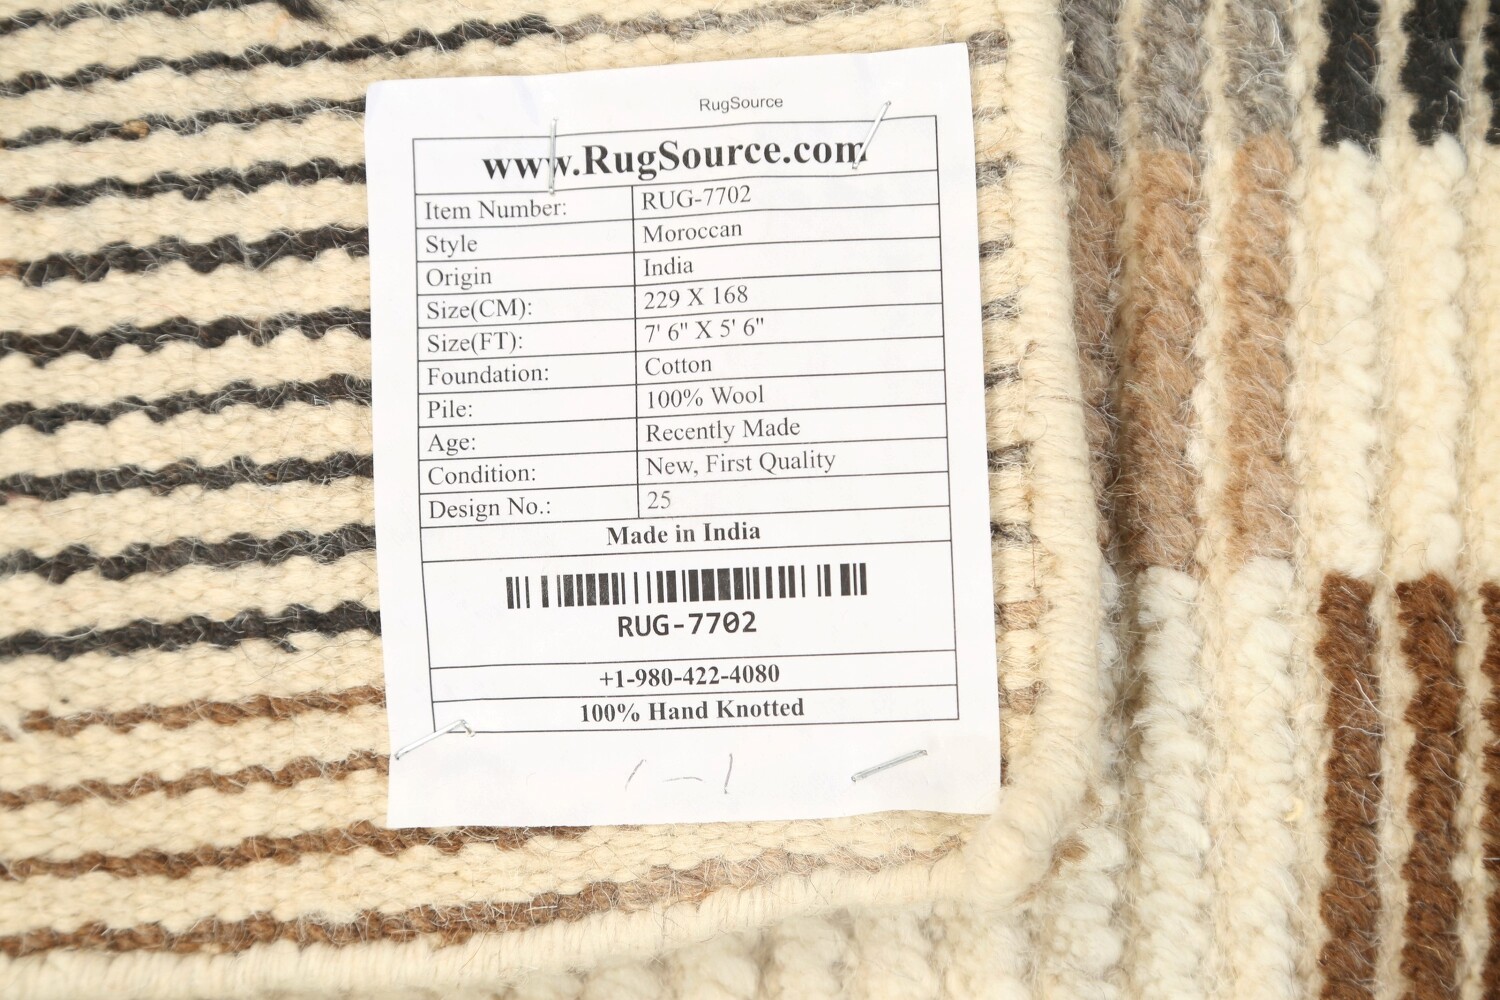 RugSource
www.RugSource.com
Item Number: RUG-7702
Style Moroccan
Origin India
Size(CM): 229 X 168
Size(FT): 7' 6" X 5' 6"
Foundation: Cotton
Pile: 100% Wool
Age: Recently Made
Condition: New, First Quality
Design No.: 25
Made in India
RUG-7702
+1-980-422-4080
100% Hand Knotted
1-1